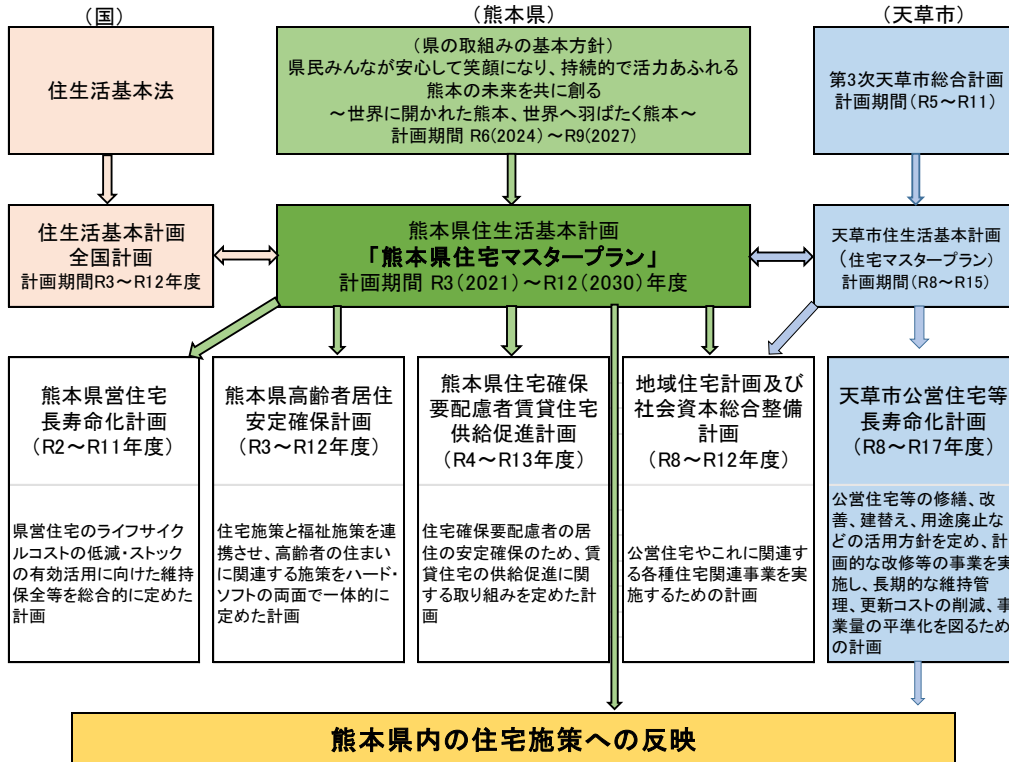 (国)
(熊本県)
(天草市)
住生活基本法
(県の取組みの基本方針)
県民みんなが安心して笑顔になり、持続的で活力あふれる
熊本の未来を共に創る
～世界に開かれた熊本、世界へ羽ばたく熊本～
計画期間 R6(2024)～R9(2027)
第3次天草市総合計画
計画期間(R5～R11)
住生活基本計画
全国計画
計画期間R3～R12年度
熊本県住生活基本計画
「熊本県住宅マスタープラン」
計画期間 R3(2021)～R12(2030)年度
天草市住生活基本計画
(住宅マスタープラン)
計画期間(R8～R15)
熊本県営住宅
長寿命化計画
(R2～R11年度)
県営住宅のライフサイク
ルコストの低減・ストック
の有効活用に向けた維持
保全等を総合的に定めた
計画
熊本県高齢者居住
安定確保計画
(R3～R12年度)
住宅施策と福祉施策を連
携させ、高齢者の住まい
に関連する施策をハード・
ソフトの両面で一体的に
定めた計画
熊本県住宅確保
要配慮者賃貸住宅
供給促進計画
(R4～R13年度)
住宅確保要配慮者の居
住の安定確保のため、賃
貸住宅の供給促進に関
する取り組みを定めた計
画
地域住宅計画及び
社会資本総合整備
計画
(R8～R12年度)
公営住宅やこれに関連す
る各種住宅関連事業を実
施するための計画
天草市公営住宅等
長寿命化計画
(R8～R17年度)
公営住宅等の修繕、改
善、建替え、用途廃止な
どの活用方針を定め、計
画的な改修等の事業を実
施し、長期的な維持管
理、更新コストの削減、事
業量の平準化を図るため
の計画
熊本県内の住宅施策への反映